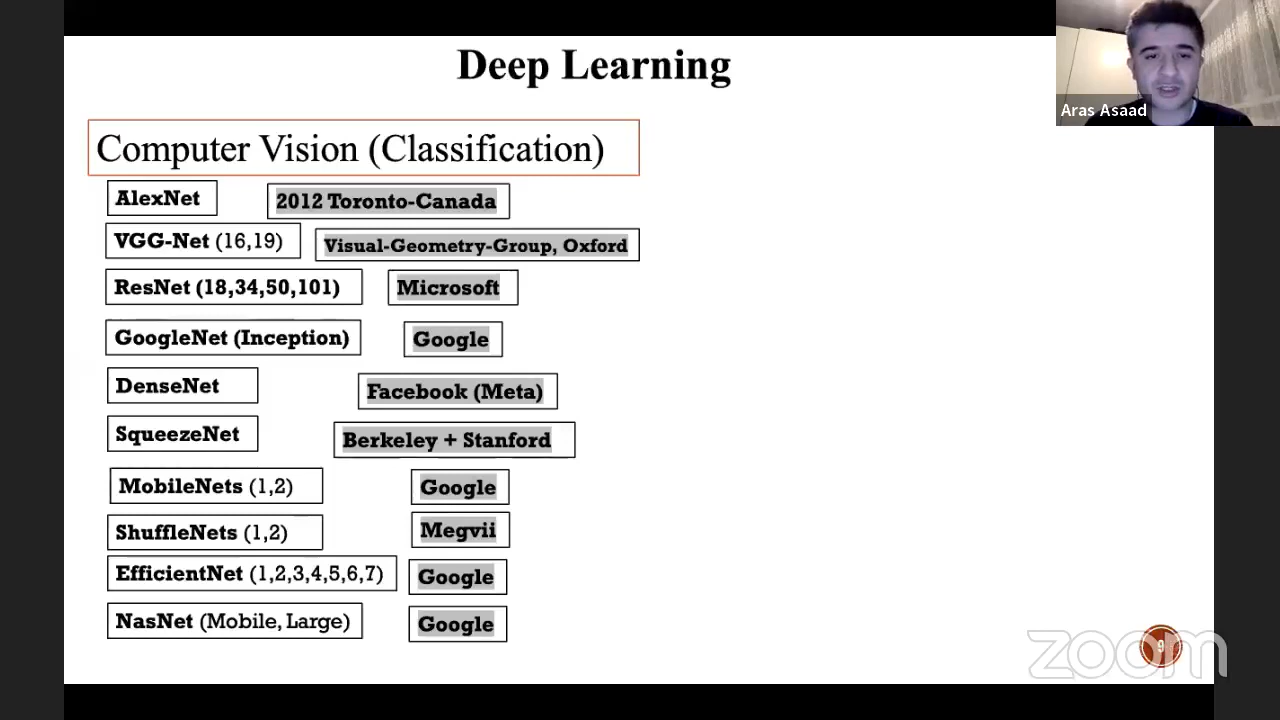 Deep Learning
Aras Asaad
Computer Vision (Classification)
AlexNet 2012 Toronto-Canada
VGG-Net (16,19) Visual-Geometry-Group, Oxford
ResNet (18,34,50,101) Microsoft
GoogleNet (Inception) Google
DenseNet Facebook (Meta)
SqueezeNet Berkeley + Stanford
MobileNets (1,2) Google
ShuffleNets (1,2) Megvii
EfficientNet (1,2,3,4,5,6,7) Google
NasNet (Mobile, Large) Google
9
zoom